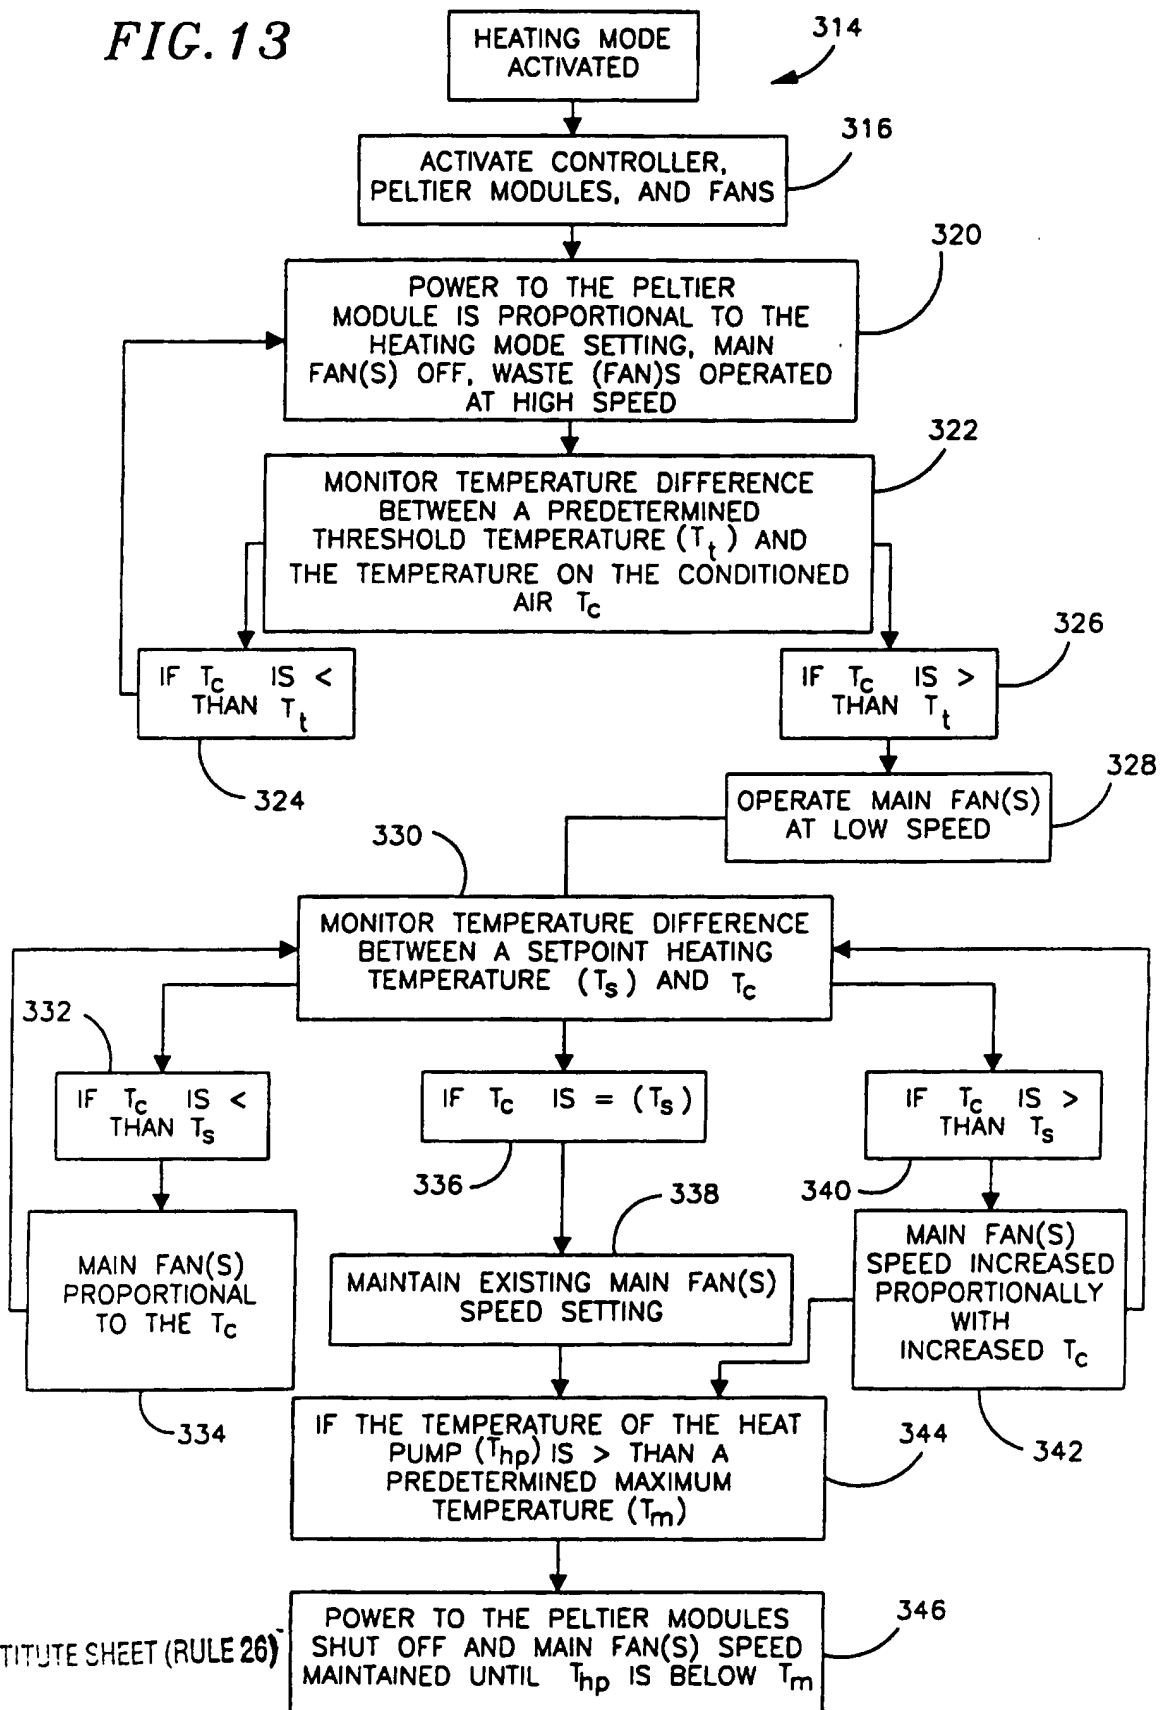 FIG. 13
HEATING MODE
ACTIVATED
314
316
ACTIVATE CONTROLLER,
PELTIER MODULES, AND FANS
320
POWER TO THE PELTIER
MODULE IS PROPORTIONAL TO THE
HEATING MODE SETTING, MAIN
FAN(S) OFF, WASTE (FAN)S OPERATED
AT HIGH SPEED
322
MONITOR TEMPERATURE DIFFERENCE
BETWEEN A PREDETERMINED
THRESHOLD TEMPERATURE (Tt) AND
THE TEMPERATURE ON THE CONDITIONED
AIR Tc
IF Tc IS <
THAN Tt
324
326
IF Tc IS >
THAN Tt
328
OPERATE MAIN FAN(S)
AT LOW SPEED
330
MONITOR TEMPERATURE DIFFERENCE
BETWEEN A SETPOINT HEATING
TEMPERATURE (Ts) AND Tc
332
IF Tc IS <
THAN Ts
IF Tc IS = (Ts)
336
IF Tc IS >
THAN Ts
340
MAIN FAN(S)
PROPORTIONAL
TO THE Tc
334
338
MAINTAIN EXISTING MAIN FAN(S)
SPEED SETTING
MAIN FAN(S)
SPEED INCREASED
PROPORTIONALLY
WITH
INCREASED Tc
342
IF THE TEMPERATURE OF THE HEAT
PUMP (Thp) IS > THAN A
PREDETERMINED MAXIMUM
TEMPERATURE (Tm)
344
POWER TO THE PELTIER MODULES
SHUT OFF AND MAIN FAN(S) SPEED
MAINTAINED UNTIL Thp IS BELOW Tm
346
TITUTE SHEET (RULE 26)